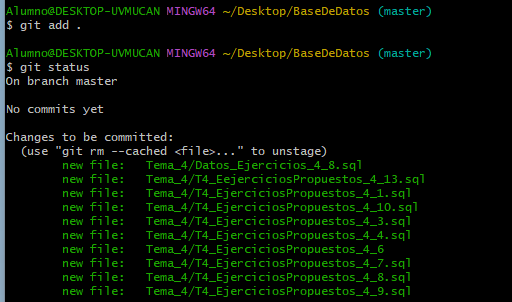 Alumno@DESKTOP-UVMUCAN MINGW64 ~/Desktop/BaseDeDatos (master)
$ git add .
Alumno@DESKTOP-UVMUCAN MINGW64 ~/Desktop/BaseDeDatos (master)
$ git status
On branch master
No commits yet
Changes to be committed:
(use "git rm --cached <file>..." to unstage)
new file: Tema_4/Datos_Ejercicios_4_8.sql
new file: Tema_4/T4_EejerciciosPropuestos_4_13.sql
new file: Tema_4/T4_EjerciciosPropuestos_4_1.sql
new file: Tema_4/T4_EjerciciosPropuestos_4_10.sql
new file: Tema_4/T4_EjerciciosPropuestos_4_3.sql
new file: Tema_4/T4_EjerciciosPropuestos_4_4.sql
new file: Tema_4/T4_EjerciciosPropuestos_4_6
new file: Tema_4/T4_EjerciciosPropuestos_4_7.sql
new file: Tema_4/T4_EjerciciosPropuestos_4_8.sql
new file: Tema_4/T4_EjerciciosPropuestos_4_9.sql